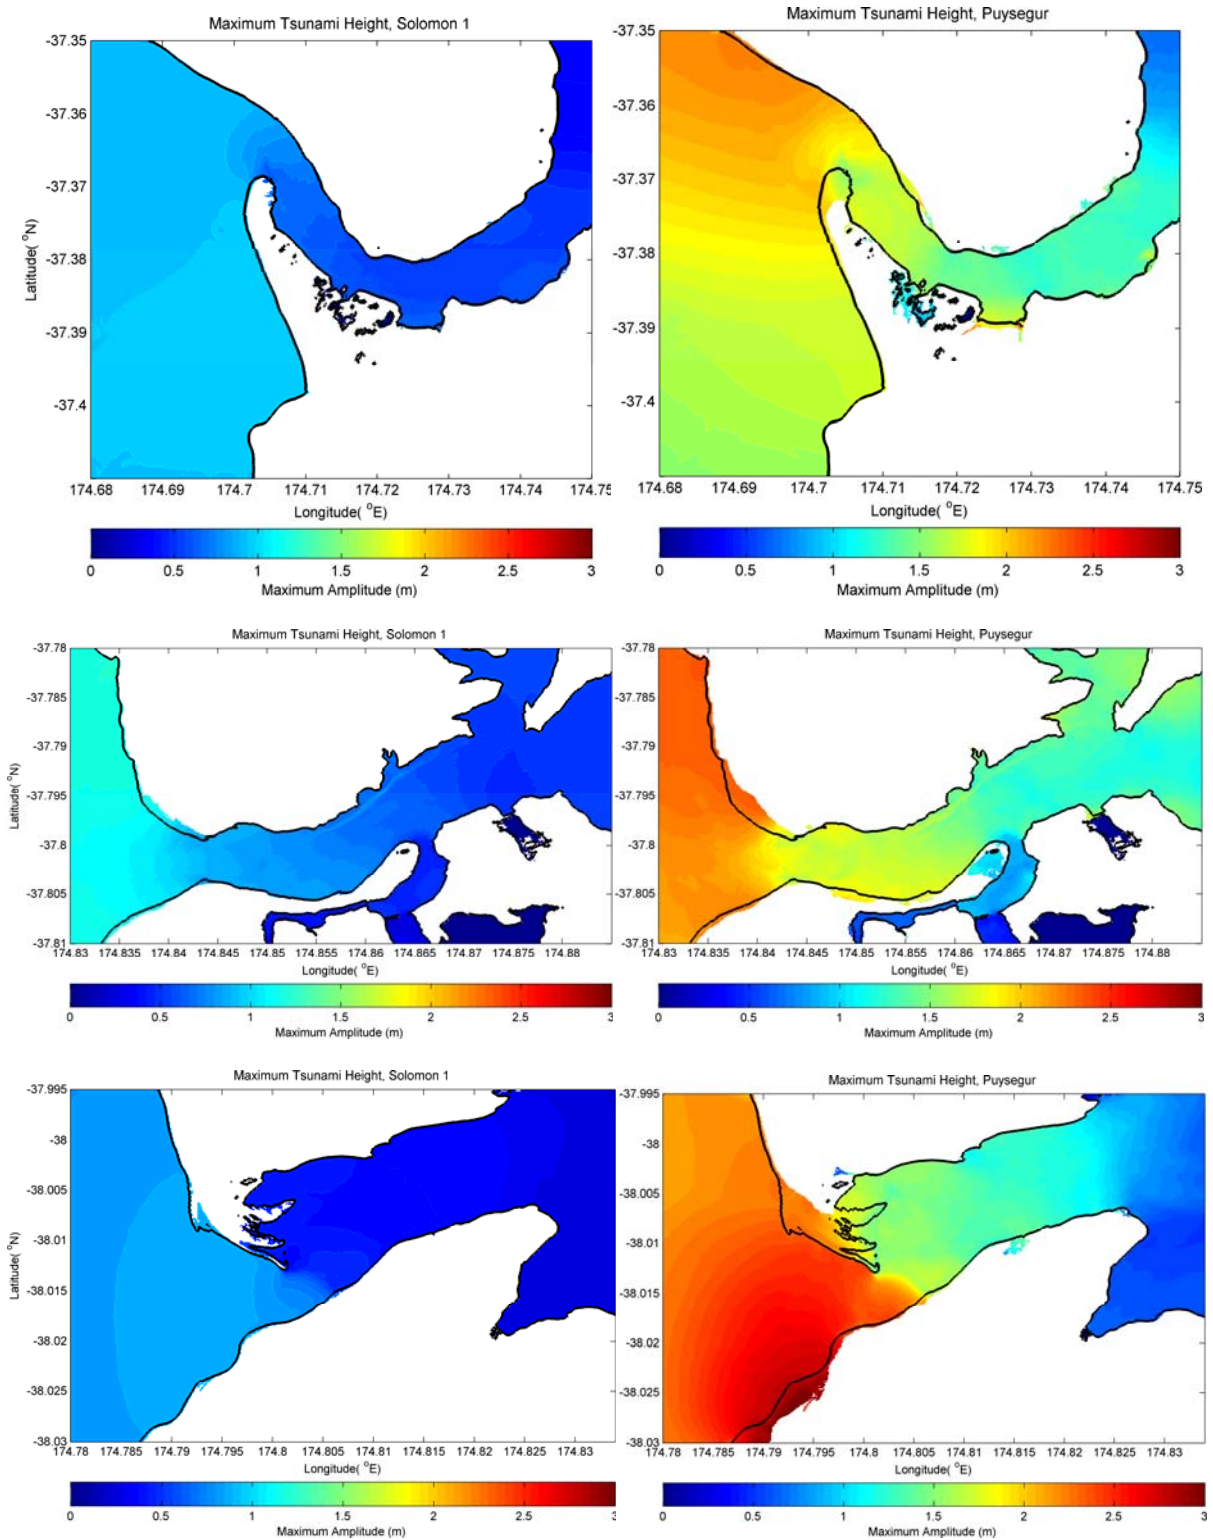 Maximum Tsunami Height, Solomon 1
-37.35
-37.36
-37.37
-37.38
-37.39
-37.4
Latitude( °N)
174.68 174.69 174.7 174.71 174.72 174.73 174.74 174.75
Longitude( °E)
0 0.5 1 1.5 2 2.5 3
Maximum Amplitude (m)
Maximum Tsunami Height, Puysegur
-37.35
-37.36
-37.37
-37.38
-37.39
-37.4
174.68 174.69 174.7 174.71 174.72 174.73 174.74 174.75
Longitude( °E)
0 0.5 1 1.5 2 2.5 3
Maximum Amplitude (m)
Maximum Tsunami Height, Solomon 1
-37.78
-37.785
-37.79
-37.795
-37.8
-37.805
-37.81
Latitude( °N)
174.83 174.835 174.84 174.845 174.85 174.855 174.86 174.865 174.87 174.875 174.88
Longitude( °E)
0 0.5 1 1.5 2 2.5 3
Maximum Amplitude (m)
Maximum Tsunami Height, Puysegur
-37.78
-37.785
-37.79
-37.795
-37.8
-37.805
-37.81
174.83 174.835 174.84 174.845 174.85 174.855 174.86 174.865 174.87 174.875 174.88
Longitude( °E)
0 0.5 1 1.5 2 2.5 3
Maximum Amplitude (m)
Maximum Tsunami Height, Solomon 1
-37.995
-38
-38.005
-38.01
-38.015
-38.02
-38.025
-38.03
Latitude( °N)
174.78 174.785 174.79 174.795 174.8 174.805 174.81 174.815 174.82 174.825 174.83
Longitude( °E)
0 0.5 1 1.5 2 2.5 3
Maximum Amplitude (m)
Maximum Tsunami Height, Puysegur
-37.995
-38
-38.005
-38.01
-38.015
-38.02
-38.025
-38.03
174.78 174.785 174.79 174.795 174.8 174.805 174.81 174.815 174.82 174.825 174.83
Longitude( °E)
0 0.5 1 1.5 2 2.5 3
Maximum Amplitude (m)